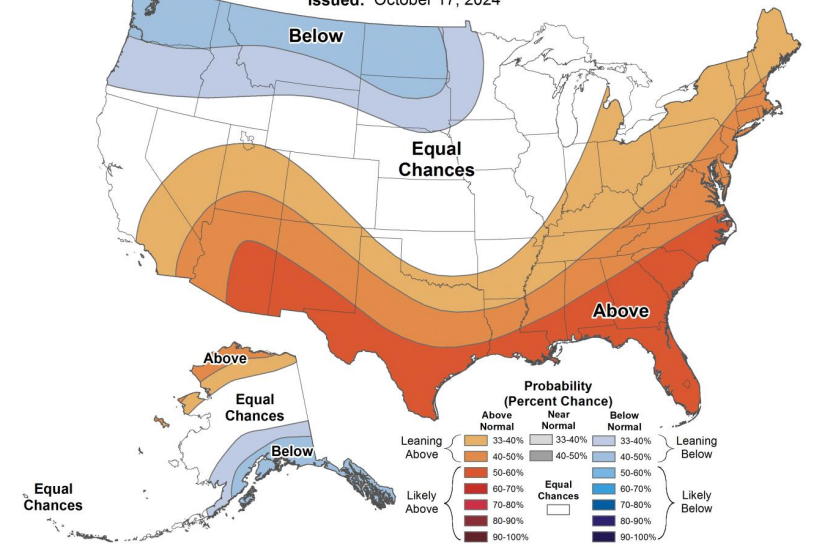 Issued: October 17, 2024
Below
Equal
Chances
Above
Above
Equal
Chances
Below
Equal
Chances
Probability
(Percent Chance)
Above Normal
Near Normal
Below Normal
Leaning Above
33-40%
33-40%
33-40%
Leaning Below
40-50%
40-50%
40-50%
Likely Above
50-60%
Equal Chances
50-60%
Likely Below
60-70%
60-70%
70-80%
70-80%
80-90%
80-90%
90-100%
90-100%